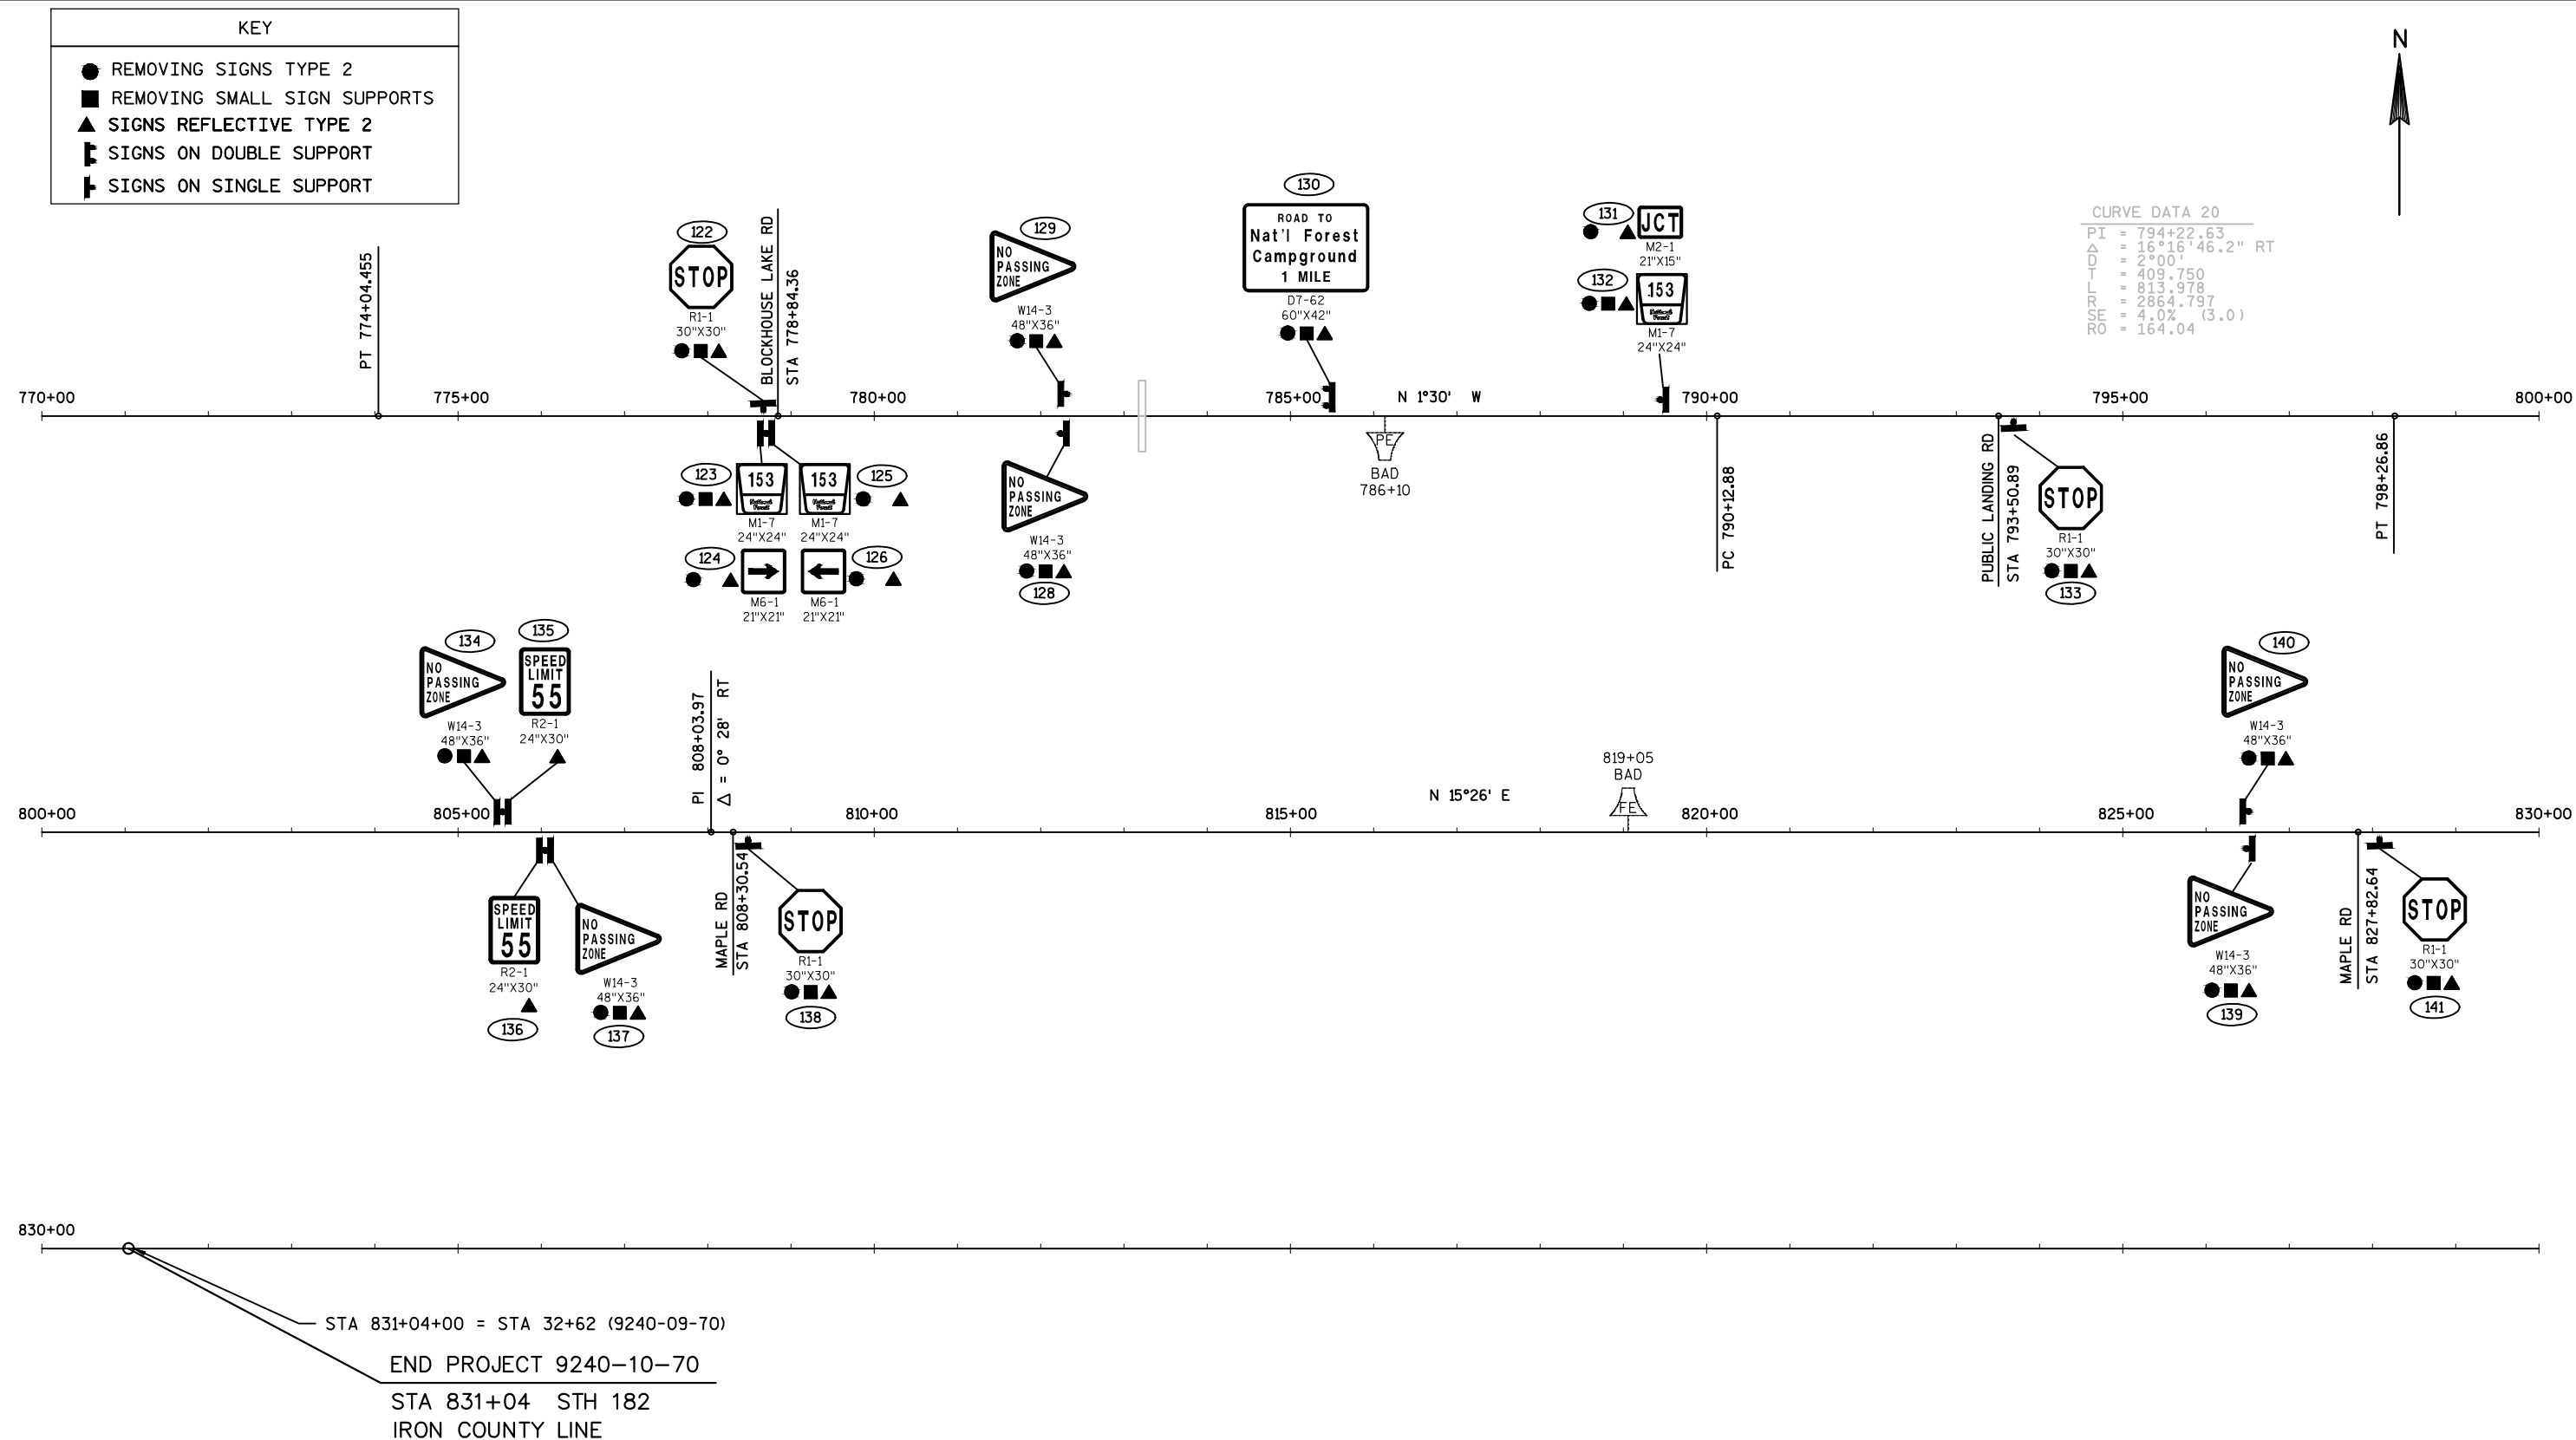 KEY
REMOVING SIGNS TYPE 2
REMOVING SMALL SIGN SUPPORTS
SIGNS REFLECTIVE TYPE 2
SIGNS ON DOUBLE SUPPORT
SIGNS ON SINGLE SUPPORT
N
CURVE DATA 20
PI = 794+22.63
Δ = 16°16'46.2" RT
D = 2°00'
T = 409.750
L = 813.978
R = 2864.797
SE = 4.0% (3.0)
RO = 164.04
PT 774+04.455
122
STOP
R1-1
30"X30"
BLOCKHOUSE LAKE RD
STA 778+84.36
129
NO
PASSING
ZONE
W14-3
48"X36"
130
ROAD TO
Nat'l Forest
Campground
1 MILE
D7-62
60"X42"
131
JCT
M2-1
21"X15"
132
153
M1-7
24"X24"
770+00
775+00
780+00
785+00
N 1°30' W
790+00
795+00
800+00
123
153
M1-7
24"X24"
153
125
M1-7
24"X24"
124
M6-1
21"X21"
126
M6-1
21"X21"
NO
PASSING
ZONE
W14-3
48"X36"
128
PE
BAD
786+10
PC 790+12.88
PUBLIC LANDING RD
STA 793+50.89
STOP
R1-1
30"X30"
133
PT 798+26.86
134
NO
PASSING
ZONE
W14-3
48"X36"
135
SPEED
LIMIT
55
R2-1
24"X30"
PI 808+03.97
Δ = 0° 28' RT
819+05
BAD
FE
N 15°26' E
140
NO
PASSING
ZONE
W14-3
48"X36"
800+00
805+00
810+00
815+00
820+00
825+00
830+00
SPEED
LIMIT
55
R2-1
24"X30"
136
NO
PASSING
ZONE
W14-3
48"X36"
137
MAPLE RD
STA 808+30.54
STOP
R1-1
30"X30"
138
NO
PASSING
ZONE
W14-3
48"X36"
139
MAPLE RD
STA 827+82.64
STOP
R1-1
30"X30"
141
830+00
STA 831+04+00 = STA 32+62 (9240-09-70)
END PROJECT 9240-10-70
STA 831+04 STH 182
IRON COUNTY LINE